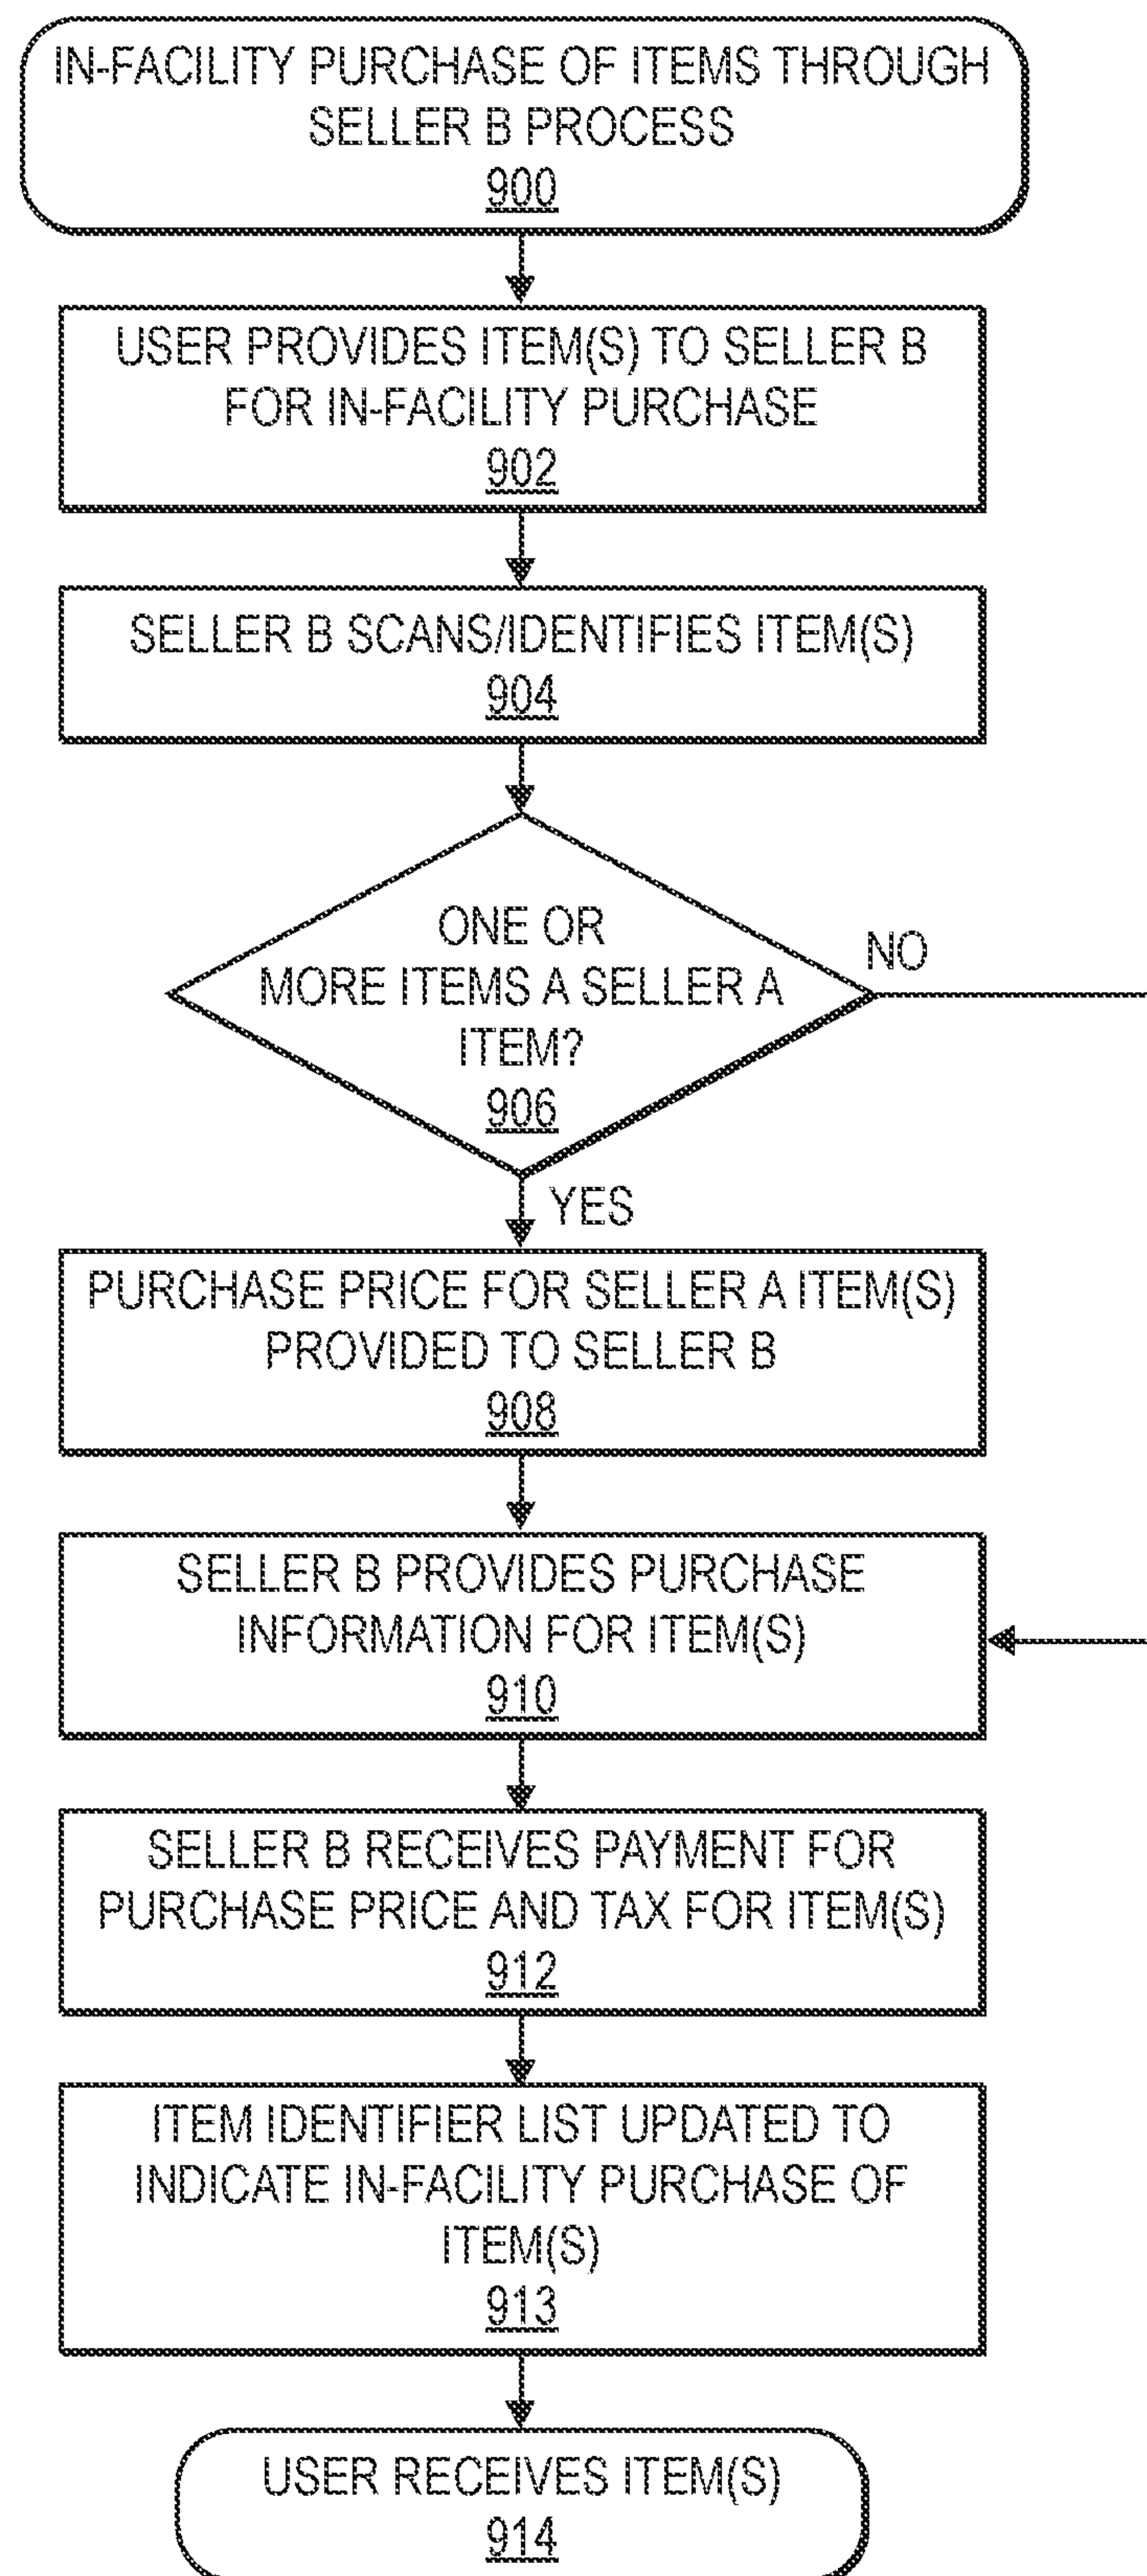 IN-FACILITY PURCHASE OF ITEMS THROUGH
SELLER B PROCESS
900
USER PROVIDES ITEM(S) TO SELLER B
FOR IN-FACILITY PURCHASE
902
SELLER B SCANS/IDENTIFIES ITEM(S)
904
ONE OR
MORE ITEMS A SELLER A
ITEM?
906
NO
YES
PURCHASE PRICE FOR SELLER A ITEM(S)
PROVIDED TO SELLER B
908
SELLER B PROVIDES PURCHASE
INFORMATION FOR ITEM(S)
910
SELLER B RECEIVES PAYMENT FOR
PURCHASE PRICE AND TAX FOR ITEM(S)
912
ITEM IDENTIFIER LIST UPDATED TO
INDICATE IN-FACILITY PURCHASE OF
ITEM(S)
913
USER RECEIVES ITEM(S)
914